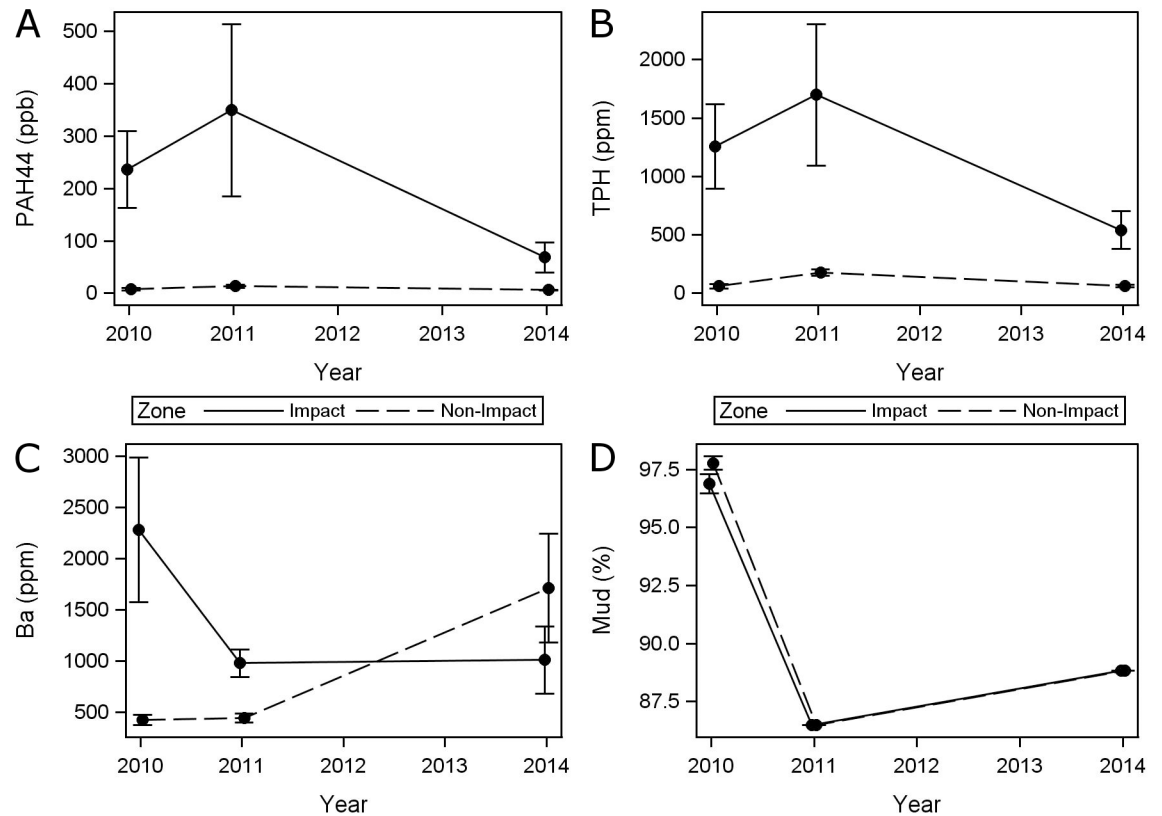 A
PAH44 (ppb)
500
400
300
200
100
0
2010 2011 2012 2013 2014
Year
B
TPH (ppm)
2000
1500
1000
500
0
2010 2011 2012 2013 2014
Year
Zone Impact Non-Impact
Zone Impact Non-Impact
C
Ba (ppm)
3000
2500
2000
1500
1000
500
2010 2011 2012 2013 2014
Year
D
Mud (%)
97.5
95.0
92.5
90.0
87.5
2010 2011 2012 2013 2014
Year